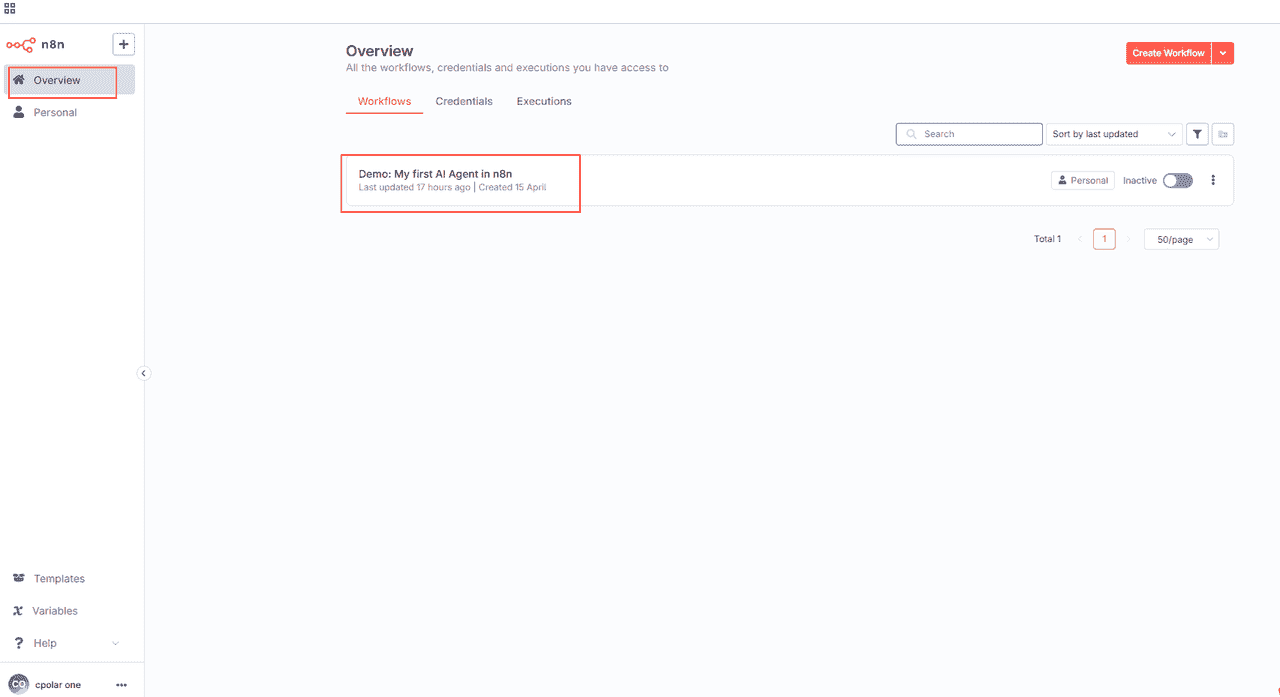 n8n
+
Overview
Personal
Overview
All the workflows, credentials and executions you have access to
Create Workflow
Workflows
Credentials
Executions
Search
Sort by last updated
Demo: My first AI Agent in n8n
Last updated 17 hours ago | Created 15 April
Personal
Inactive
Total 1
1
50/page
Templates
Variables
Help
CO
cpolar one